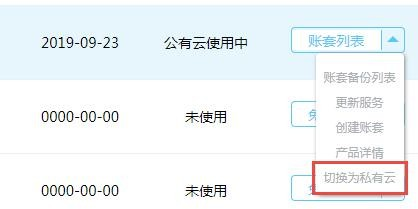 2019-09-23 公有云使用中 账套列表
账套备份列表
更新服务
0000-00-00 未使用
创建账套
产品详情
切换为私有云
0000-00-00 未使用